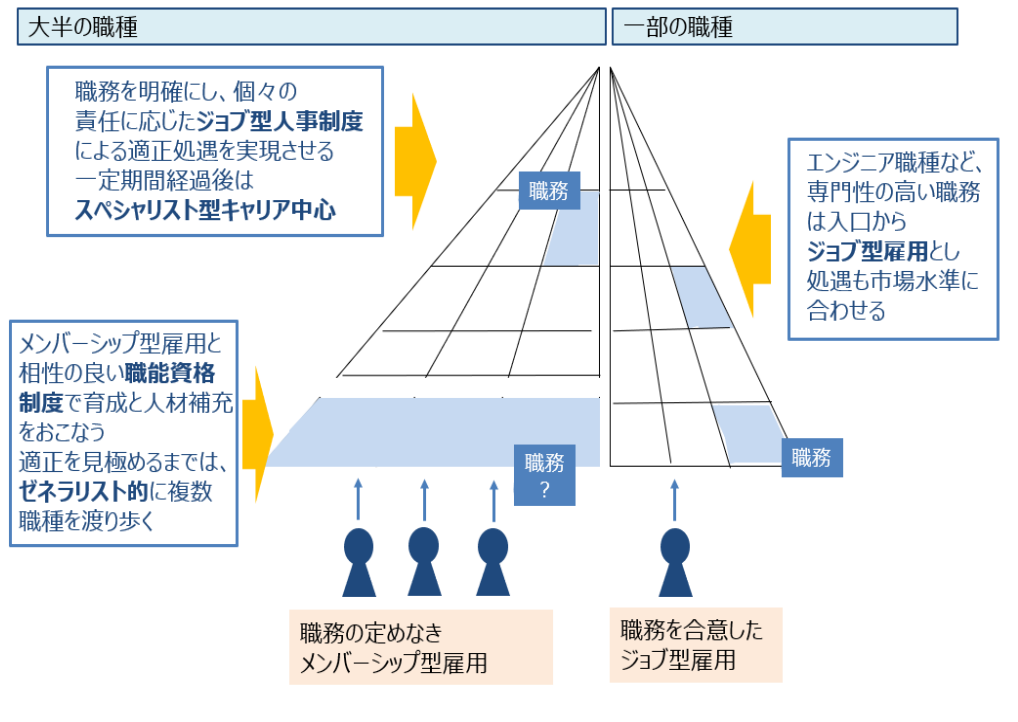 大半の職種
一部の職種
職務を明確にし、個々の
責任に応じたジョブ型人事制度
による適正処遇を実現させる
一定期間経過後は
スペシャリスト型キャリア中心
職務
エンジニア職種など、
専門性の高い職務
は入口から
ジョブ型雇用とし
処遇も市場水準に
合わせる
メンバーシップ型雇用と
相性の良い職能資格
制度で育成と人材補充
をおこなう
適正を見極めるまでは、
ゼネラリスト的に複数
職種を渡り歩く
職務
?
職務
職務の定めなき
メンバーシップ型雇用
職務を合意した
ジョブ型雇用